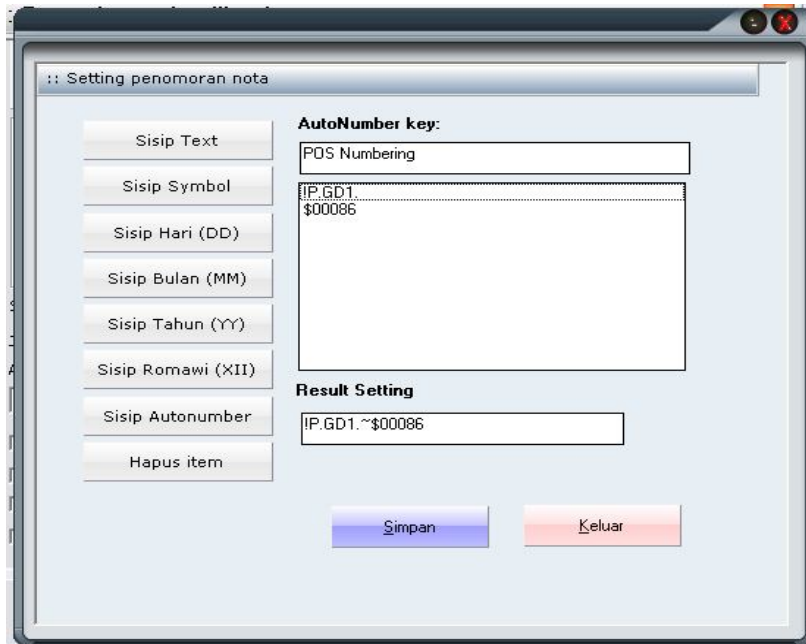 :: Setting penomoran nota
AutoNumber key:
POS Numbering
Sisip Text
Sisip Symbol
Sisip Hari (DD)
Sisip Bulan (MM)
Sisip Tahun (YY)
Sisip Romawi (XII)
Sisip Autonumber
Hapus item
!P.GD1.
$00086
Result Setting
!P.GD1.~$00086
Simpan
Keluar